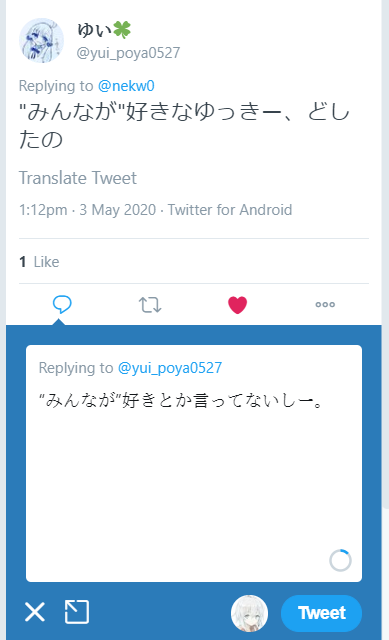 ゆい🍀
@yui_poya0527
Replying to @nekw0
"みんなが"好きなゆっきー、どし
たの
Translate Tweet
1:12pm · 3 May 2020 · Twitter for Android
1 Like
Replying to @yui_poya0527
“みんなが”好きとか言ってないしー。
Tweet